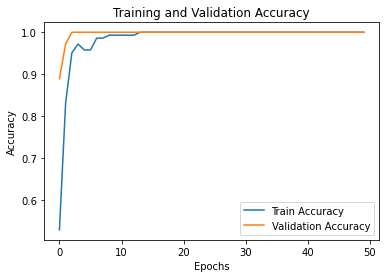 Training and Validation Accuracy
1.0
0.9
0.8
0.7
0.6
Accuracy
0 10 20 30 40 50
Epochs
Train Accuracy
Validation Accuracy